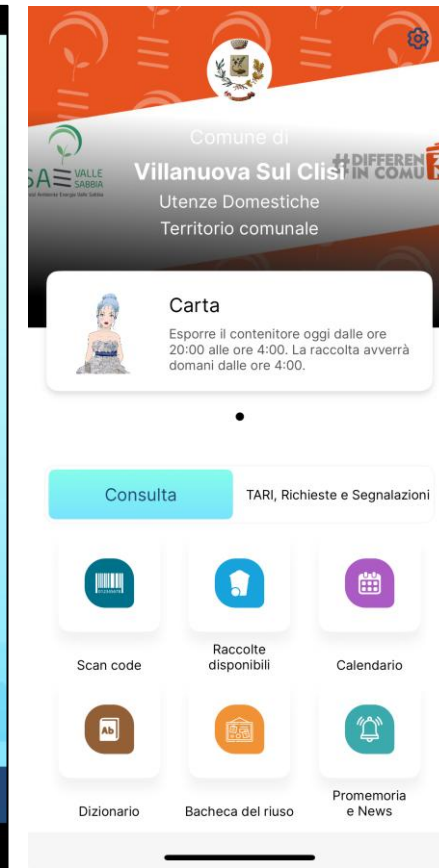 Comune di
Villanuova Sul Clisi
Utenze Domestiche
Territorio comunale
VALLE
SABBIA
#DIFFEREN
IN COMU
Carta
Esporre il contenitore oggi dalle ore
20:00 alle ore 4:00. La raccolta avverrà
domani dalle ore 4:00.
Consulta
TARI, Richieste e Segnalazioni
Scan code
Raccolte
disponibili
Calendario
Ab
Dizionario
Bacheca del riuso
Promemoria
e News